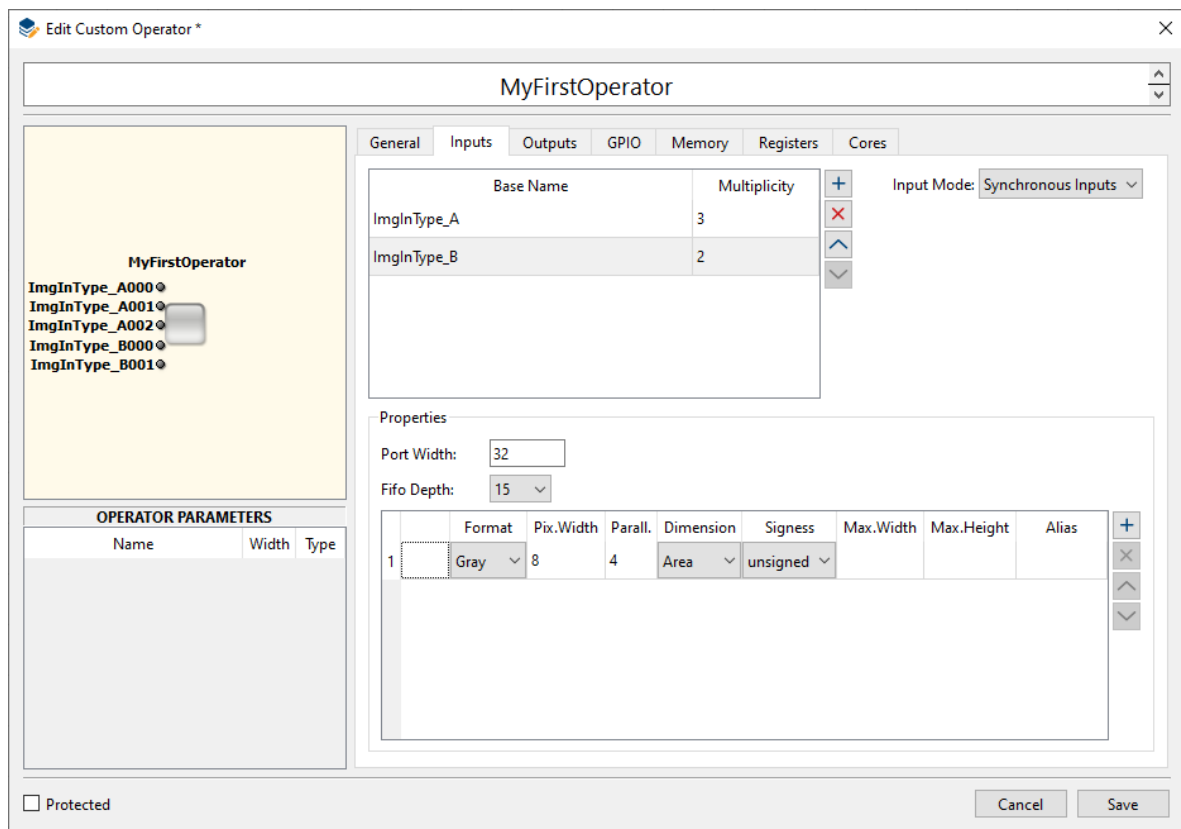 Edit Custom Operator *
MyFirstOperator
MyFirstOperator
ImgInType_A000
ImgInType_A001
ImgInType_A002
ImgInType_B000
ImgInType_B001
OPERATOR PARAMETERS
Name Width Type
General Inputs Outputs GPIO Memory Registers Cores
Base Name Multiplicity
ImgInType_A 3
ImgInType_B 2
Input Mode: Synchronous Inputs
Properties
Port Width: 32
Fifo Depth: 15
Format Pix.Width Parall. Dimension Signess Max.Width Max.Height Alias
1 Gray 8 4 Area unsigned
Protected
Cancel Save